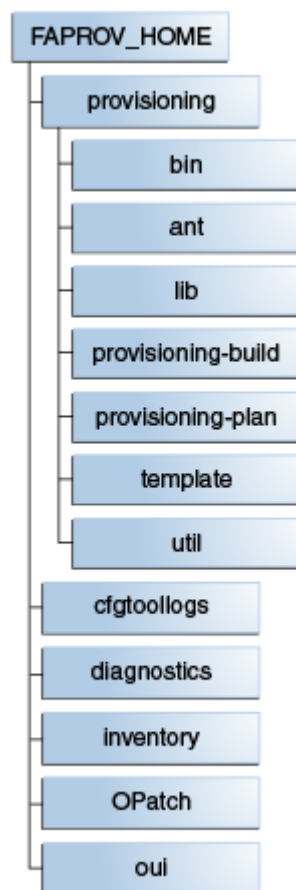 FAPROV_HOME
provisioning
bin
ant
lib
provisioning-build
provisioning-plan
template
util
cfgtoollogs
diagnostics
inventory
OPatch
oui